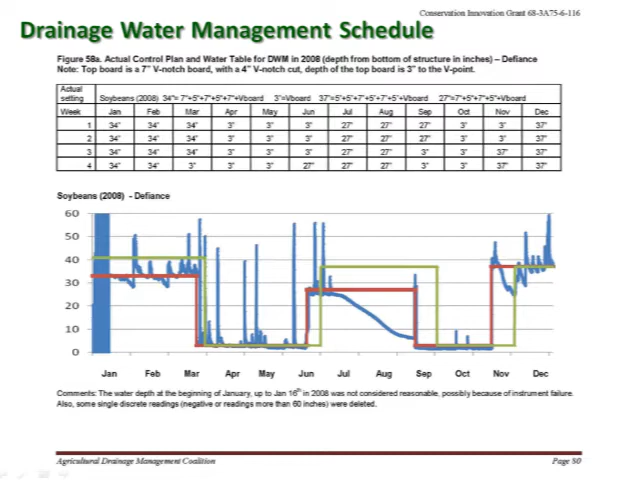 Conservation Innovation Grant 68-3A75-6-116
Drainage Water Management Schedule
Figure 58a. Actual Control Plan and Water Table for DWM in 2008 (depth from bottom of structure in inches) – Defiance
Note: Top board is a 7" V-notch board, with a 4" V-notch cut, depth of the top board is 3" to the V-point.
Actual setting Soybeans (2008) 34"= 7"+5"+7"+5"+7"+Vboard 3"=Vboard 37"=5"+5"+7"+5"+7"+5"+Vboard 27"=7"+5"+7"+5"+Vboard
Week Jan Feb Mar Apr May Jun Jul Aug Sep Oct Nov Dec
1 34" 34" 34" 3" 3" 3" 27" 27" 27" 3" 3" 37"
2 34" 34" 34" 3" 3" 3" 27" 27" 27" 3" 3" 37"
3 34" 34" 34" 3" 3" 3" 27" 27" 3" 3" 37" 37"
4 34" 34" 3" 3" 3" 27" 27" 27" 3" 3" 37" 37"
Soybeans (2008) - Defiance
60
50
40
30
20
10
0
Jan Feb Mar Apr May Jun Jul Aug Sep Oct Nov Dec
Comments: The water depth at the beginning of January, up to Jan 16th in 2008 was not considered reasonable, possibly because of instrument failure.
Also, some single discrete readings (negative or readings more than 60 inches) were deleted.
Agricultural Drainage Management Coalition Page 80